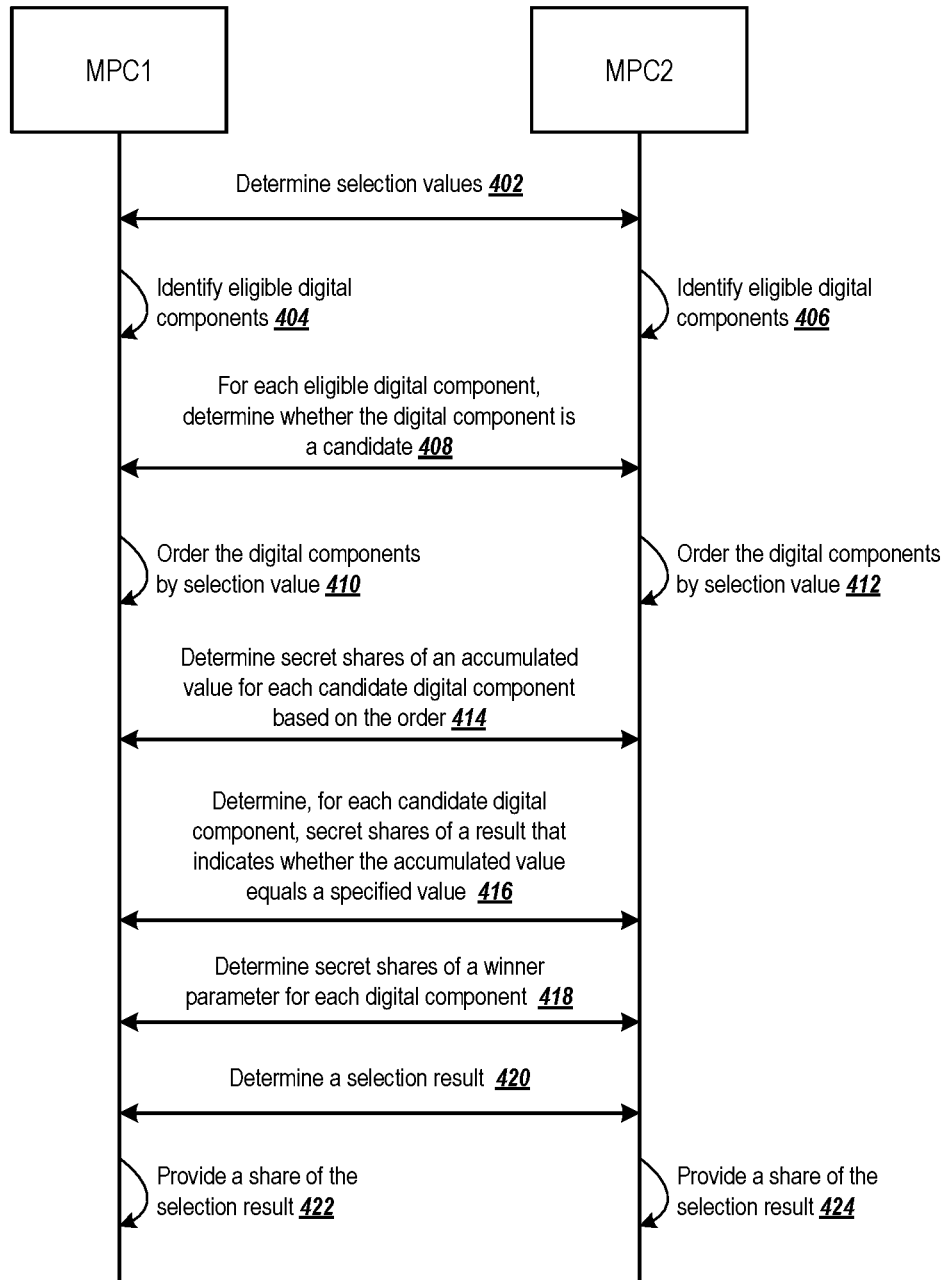 MPC1
MPC2
Determine selection values 402
Identify eligible digital
components 404
Identify eligible digital
components 406
For each eligible digital component,
determine whether the digital component is
a candidate 408
Order the digital components
by selection value 410
Order the digital components
by selection value 412
Determine secret shares of an accumulated
value for each candidate digital component
based on the order 414
Determine, for each candidate digital
component, secret shares of a result that
indicates whether the accumulated value
equals a specified value 416
Determine secret shares of a winner
parameter for each digital component 418
Determine a selection result 420
Provide a share of the
selection result 422
Provide a share of the
selection result 424